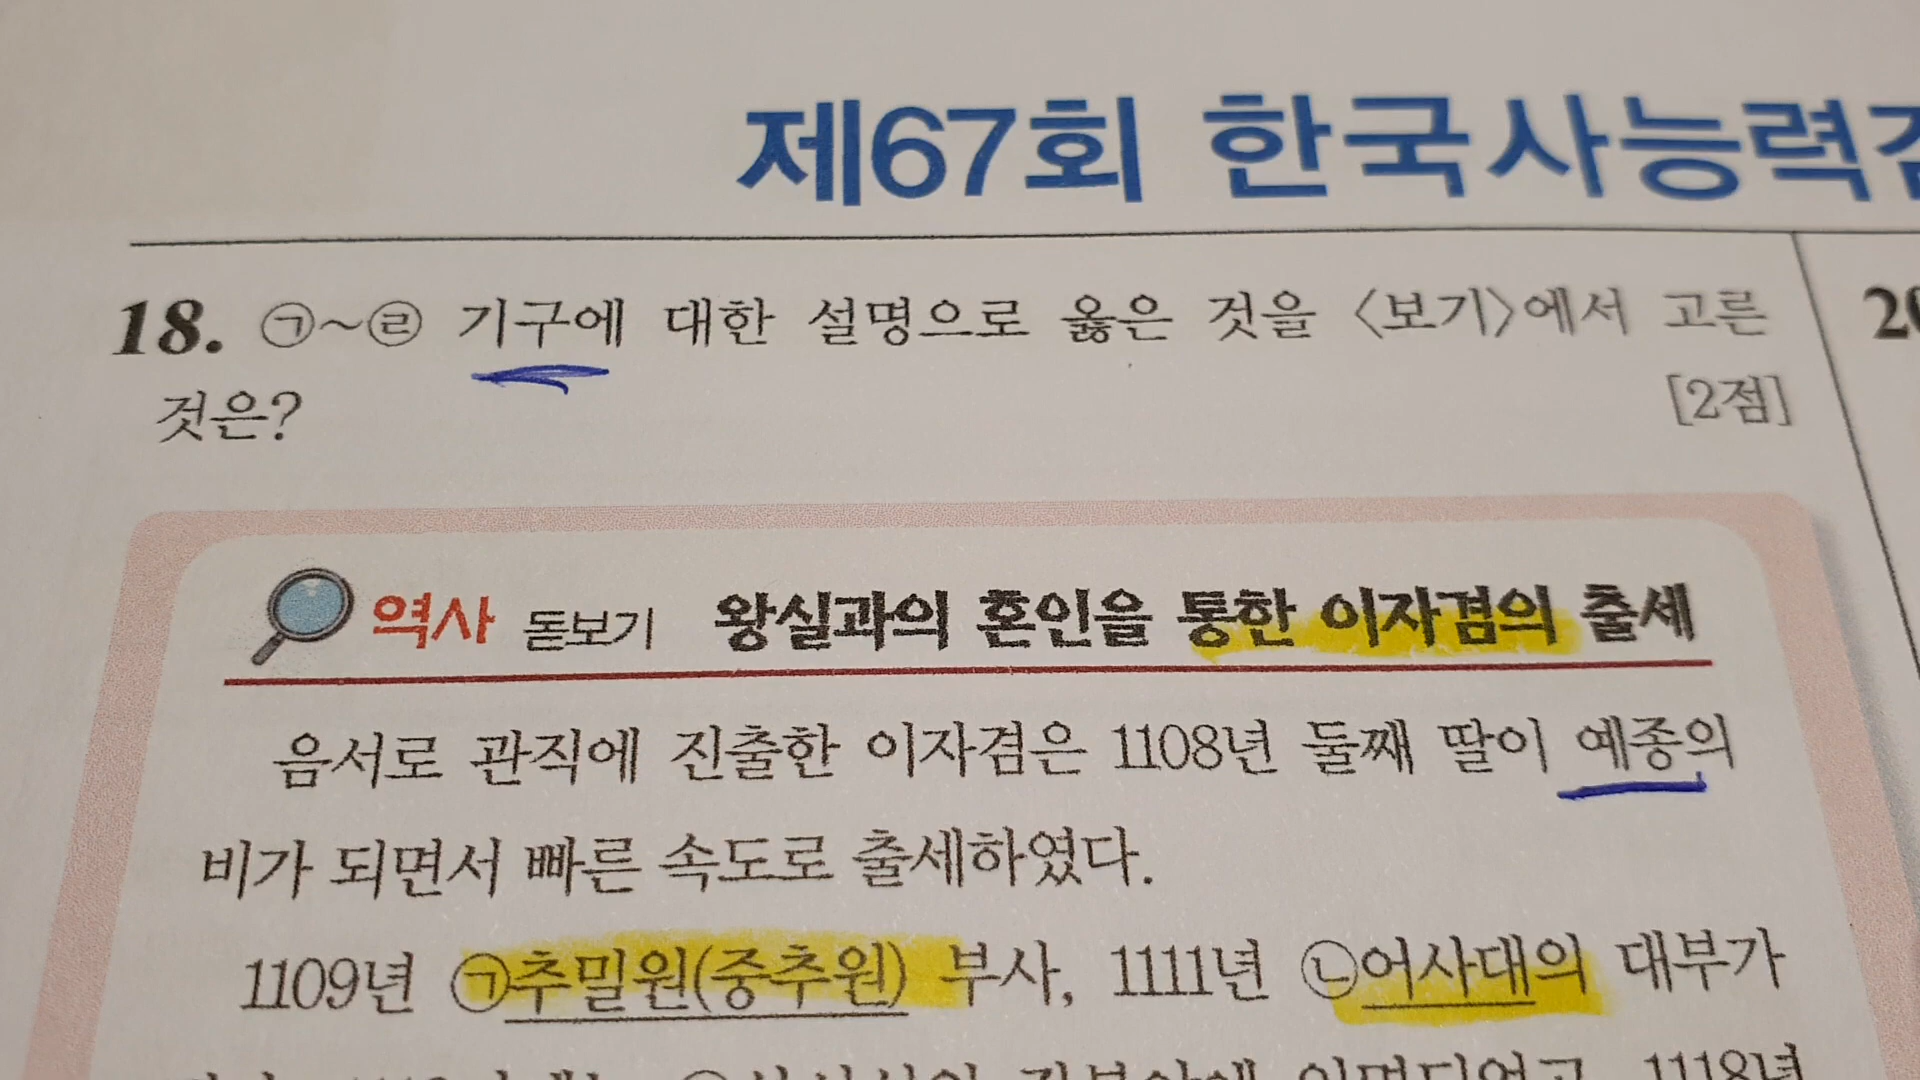 제67회 한국사능력
18. ㉠~㉣ 기구에 대한 설명으로 옳은 것을 <보기>에서 고른
것은? [2점]
역사 돋보기 왕실과의 혼인을 통한 이자겸의 출세
음서로 관직에 진출한 이자겸은 1108년 둘째 딸이 예종의
비가 되면서 빠른 속도로 출세하였다.
1109년 ㉠추밀원(중추원) 부사, 1111년 ㉡어사대의 대부가
1118년